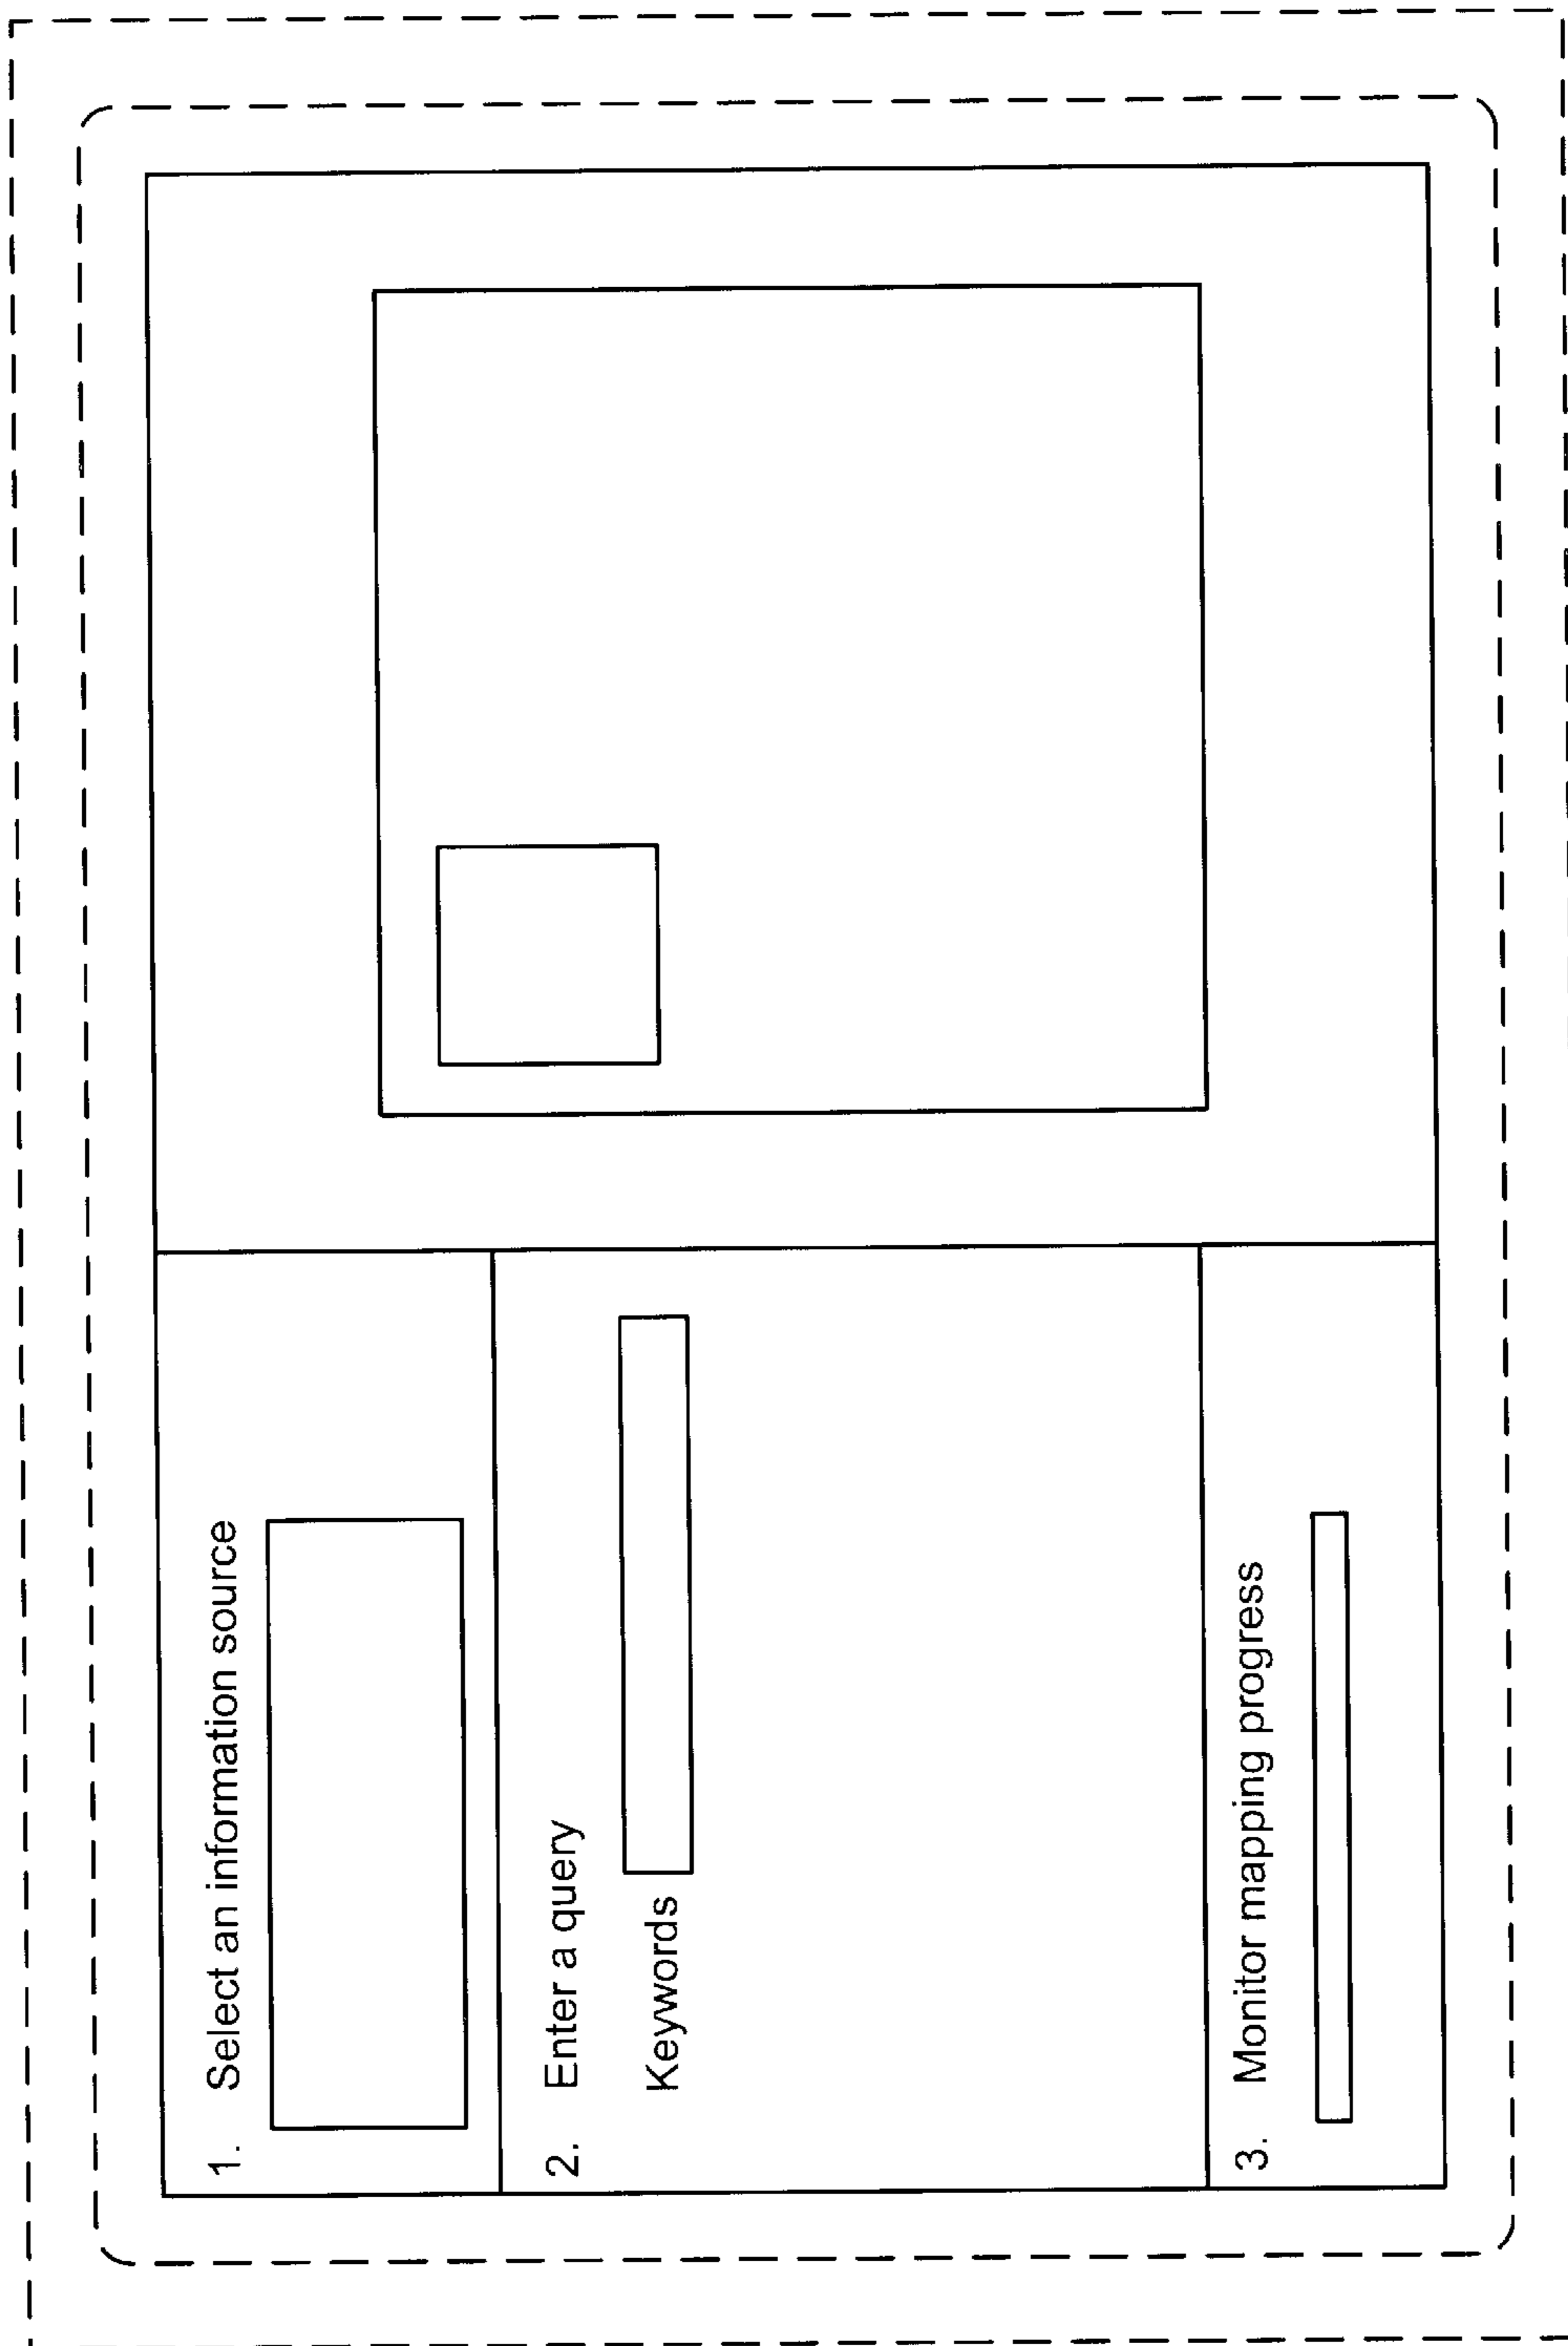 1. Select an information source
2. Enter a query
Keywords
3. Monitor mapping progress